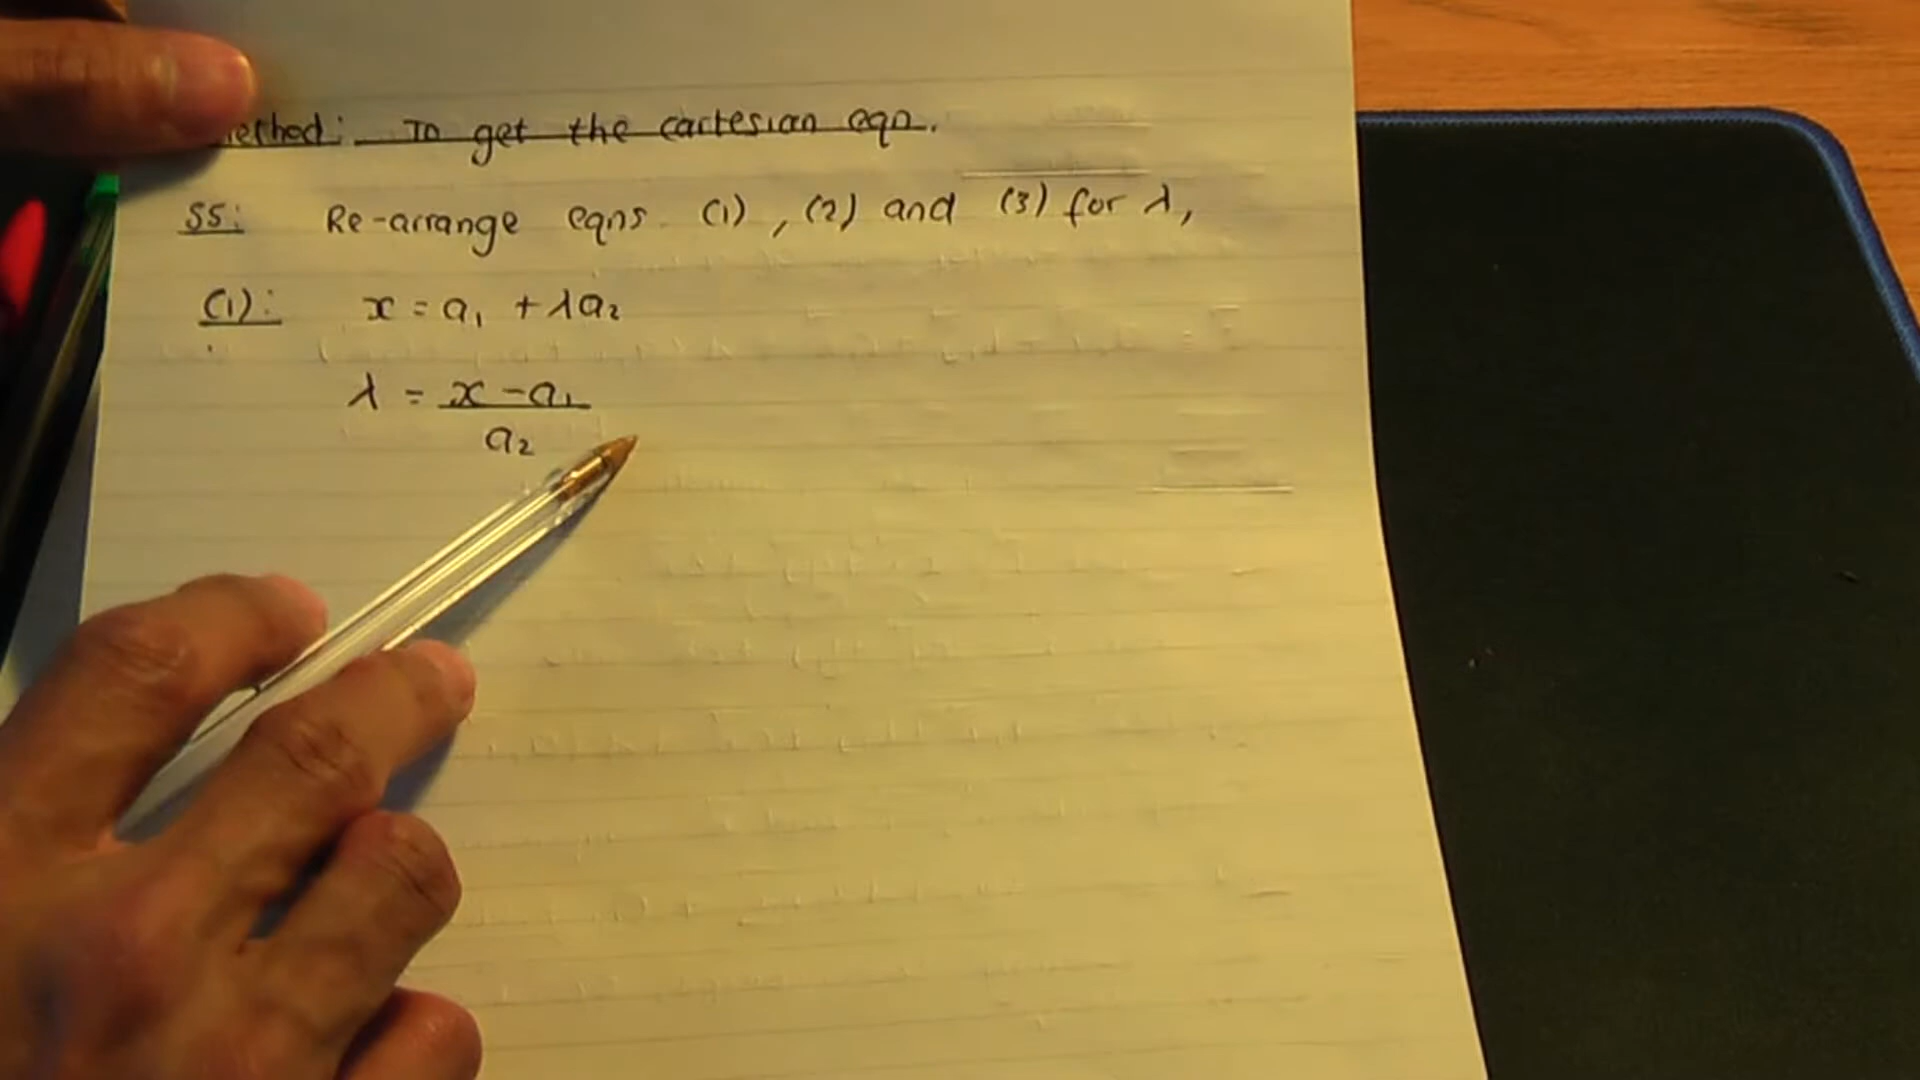 ethod: To get the cartesian eqn.
S5: Re-arrange eqns (1), (2) and (3) for λ,
(1): x = a₁ + λa₂
λ = x - a₁
a₂